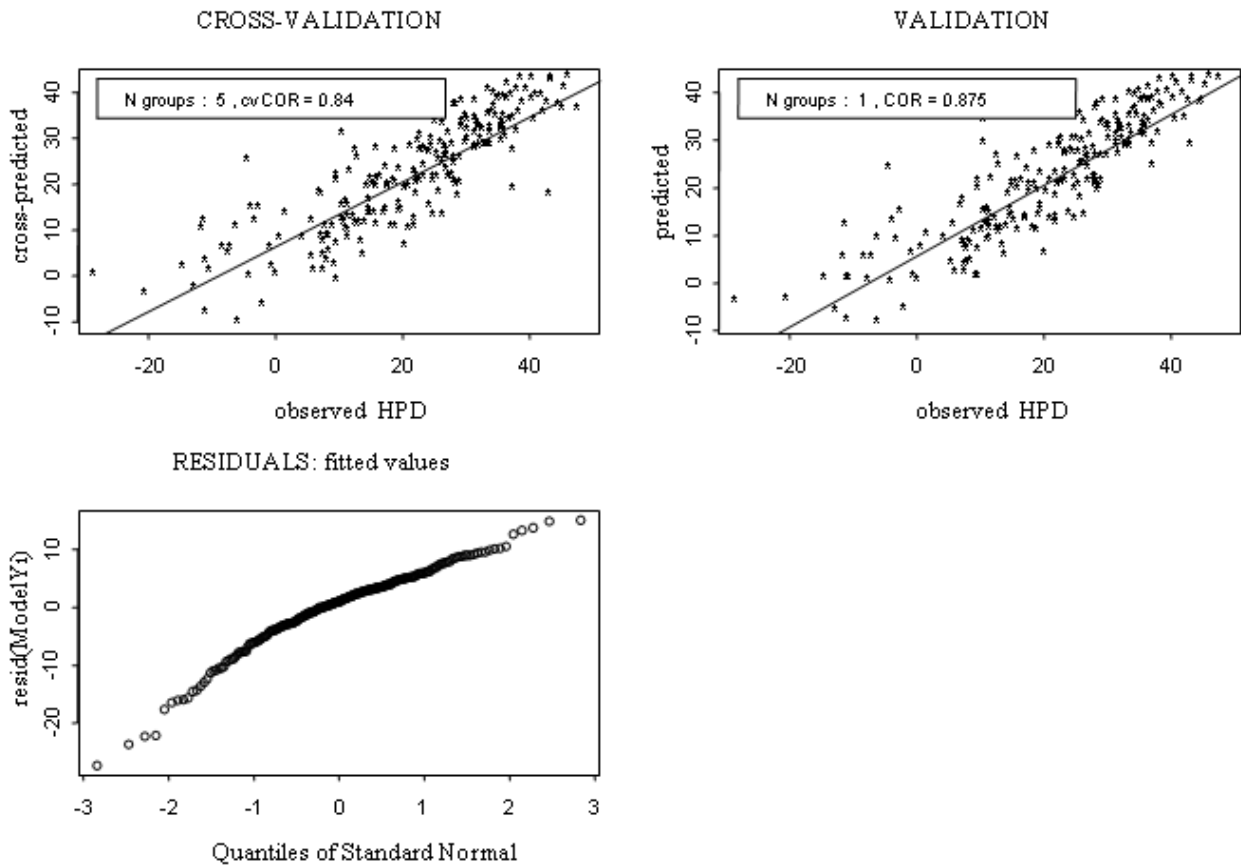 CROSS-VALIDATION
N groups : 5 , cvCOR = 0.84
cross-predicted
-10 0 10 20 30 40
-20 0 20 40
observed HPD
VALIDATION
N groups : 1 , COR = 0.875
predicted
-10 0 10 20 30 40
-20 0 20 40
observed HPD
RESIDUALS: fitted values
resid(ModelY1)
-20 -10 0 10
-3 -2 -1 0 1 2 3
Quantiles of Standard Normal